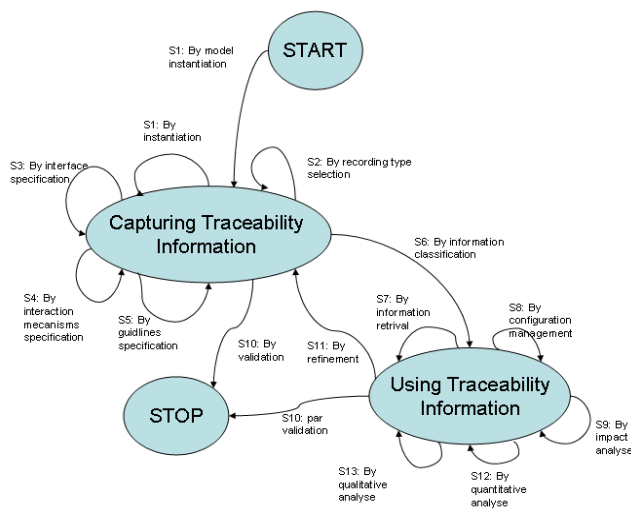 START
S1: By model
instantiation
S1: By
instantiation
S2: By recording type
selection
S3: By interface
specification
Capturing Traceability
Information
S6: By information
classification
S4: By
interaction
mecanisms
specification
S5: By
guidlines
specification
S10: By
validation
S11: By
refinement
S7: By
information
retrival
S8: By
configuration
management
STOP
Using Traceability
Information
S10: par
validation
S9: By
impact
analyse
S13: By
qualitative
analyse
S12: By
quantitative
analyse